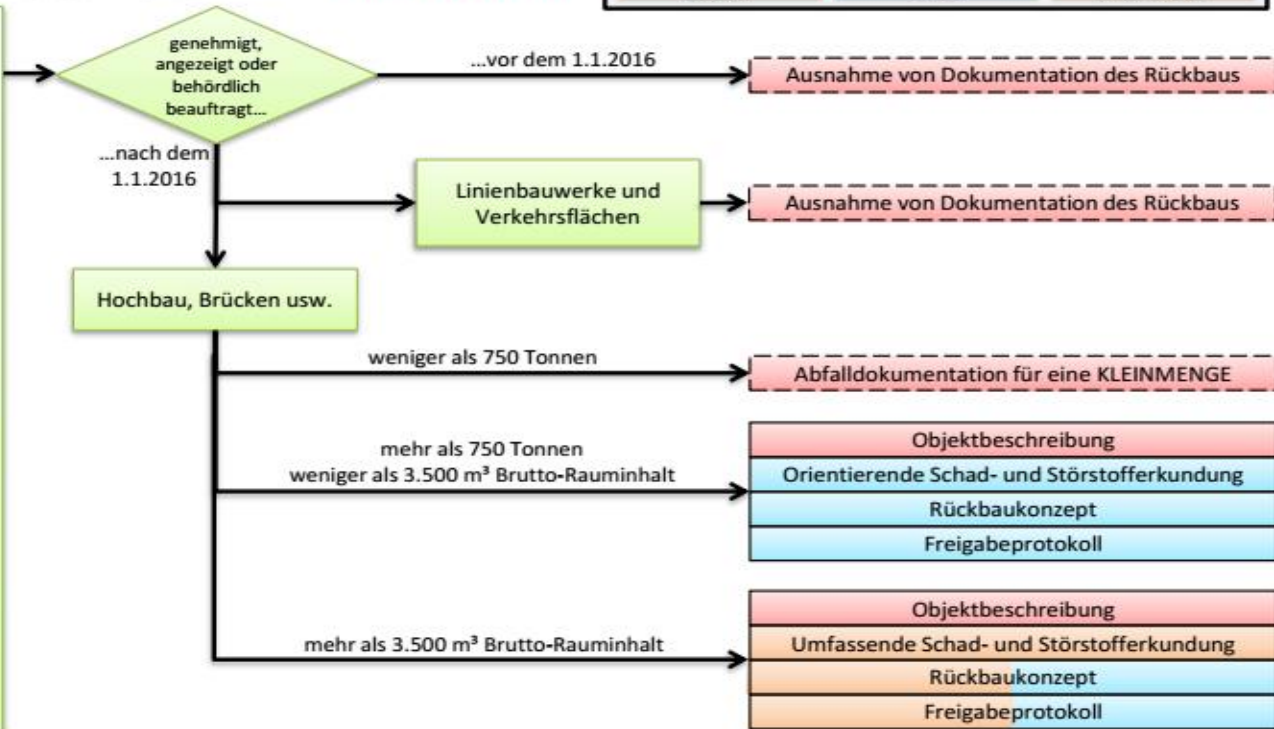 genehmigt,
angezeigt oder
behördlich
beauftragt...
...vor dem 1.1.2016
Ausnahme von Dokumentation des Rückbaus
...nach dem
1.1.2016
Linienbauwerke und
Verkehrsflächen
Ausnahme von Dokumentation des Rückbaus
Hochbau, Brücken usw.
weniger als 750 Tonnen
Abfalldokumentation für eine KLEINMENGE
mehr als 750 Tonnen
weniger als 3.500 m³ Brutto-Rauminhalt
Objektbeschreibung
Orientierende Schad- und Störstofferkundung
Rückbaukonzept
Freigabeprotokoll
mehr als 3.500 m³ Brutto-Rauminhalt
Objektbeschreibung
Umfassende Schad- und Störstofferkundung
Rückbaukonzept
Freigabeprotokoll